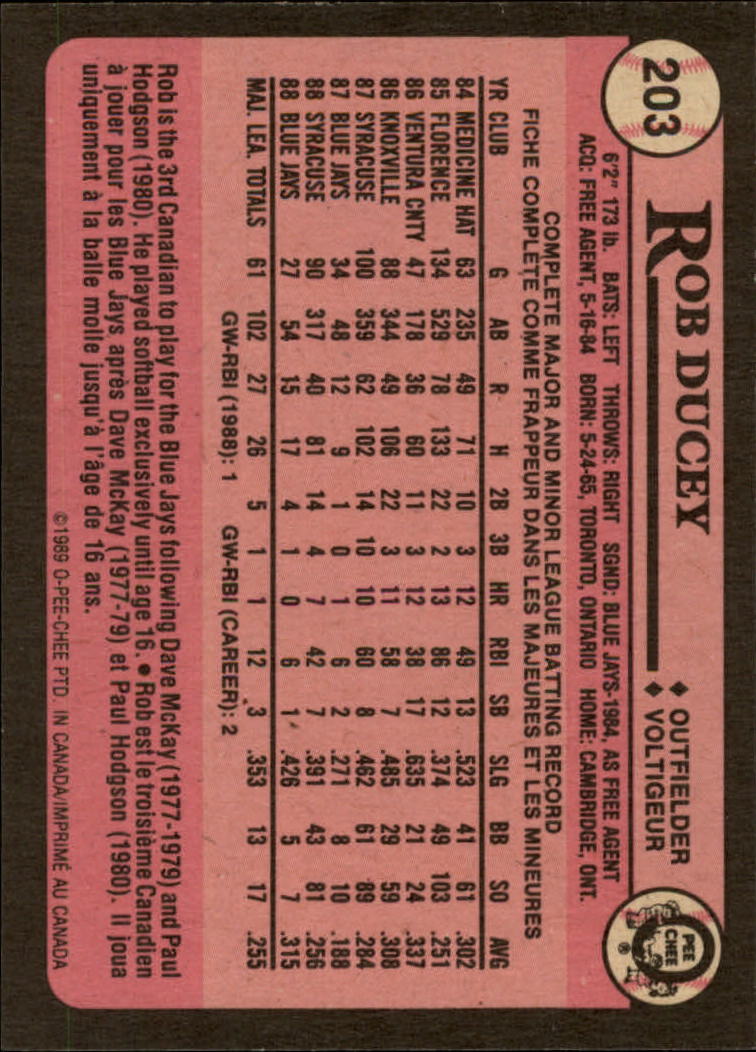 203
ROB DUCEY
♦ OUTFIELDER
♦ VOLTIGEUR
O
PEE
CHEE
®
6'2" 173 lb. BATS: LEFT THROWS: RIGHT SGND: BLUE JAYS-1984, AS FREE AGENT
ACQ: FREE AGENT, 5-16-84 BORN: 5-24-65, TORONTO, ONTARIO HOME: CAMBRIDGE, ONT.
COMPLETE MAJOR AND MINOR LEAGUE BATTING RECORD
FICHE COMPLETE COMME FRAPPEUR DANS LES MAJEURES ET LES MINEURES
YR CLUB G AB R H 2B 3B HR RBI SB SLG BB SO AVG
84 MEDICINE HAT 63 235 49 71 10 3 12 49 13 .523 41 61 .302
85 FLORENCE 134 529 78 133 22 2 13 86 12 .374 49 103 .251
86 VENTURA CNTY 47 178 36 60 11 3 12 38 17 .635 21 24 .337
86 KNOXVILLE 88 344 49 106 22 3 11 58 7 .485 29 59 .308
87 SYRACUSE 100 359 62 102 14 10 10 60 8 .462 61 89 .284
87 BLUE JAYS 34 48 12 9 1 0 1 6 2 .271 8 10 .188
88 SYRACUSE 90 317 40 81 14 4 7 42 7 .391 43 81 .256
88 BLUE JAYS 27 54 15 17 4 1 0 6 1 .426 5 7 .315
MAJ. LEA. TOTALS 61 102 27 26 5 1 1 12 3 .353 13 17 .255
GW-RBI (1988): 1 GW-RBI (CAREER): 2
Rob is the 3rd Canadian to play for the Blue Jays following Dave McKay (1977-1979) and Paul
Hodgson (1980). He played softball exclusively until age 16. ● Rob est le troisième Canadien
à jouer pour les Blue Jays après Dave McKay (1977-79) et Paul Hodgson (1980). Il joua
uniquement à la balle molle jusqu'à l'âge de 16 ans.
©1989 O-PEE-CHEE PTD. IN CANADA/IMPRIMÉ AU CANADA